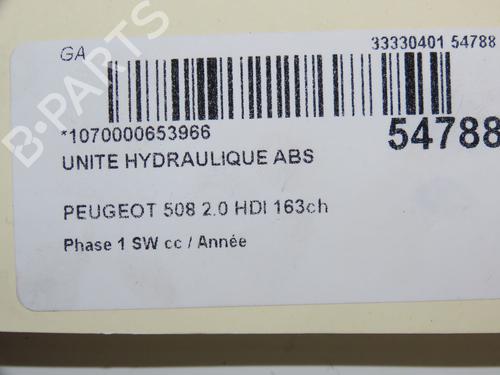 GA
33330401 54788
*1070000653966
54788
UNITE HYDRAULIQUE ABS
PEUGEOT 508 2.0 HDI 163ch
Phase 1 SW cc / Année
B-PARTS